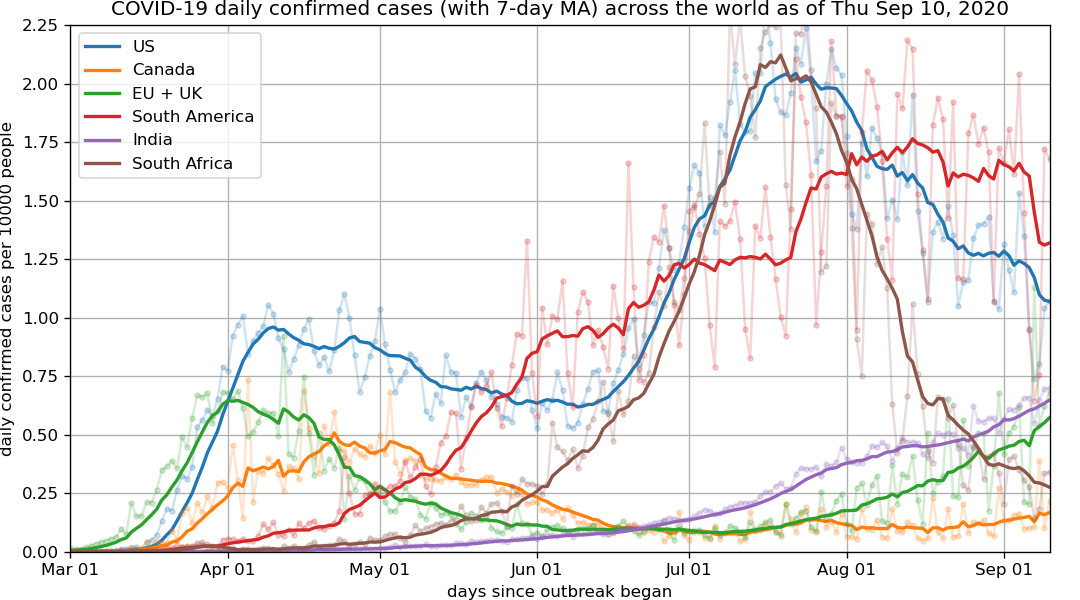 COVID-19 daily confirmed cases (with 7-day MA) across the world as of Thu Sep 10, 2020
2.25
2.00
1.75
1.50
1.25
1.00
0.75
0.50
0.25
0.00
daily confirmed cases per 10000 people
US
Canada
EU + UK
South America
India
South Africa
Mar 01
Apr 01
May 01
Jun 01
Jul 01
Aug 01
Sep 01
days since outbreak began